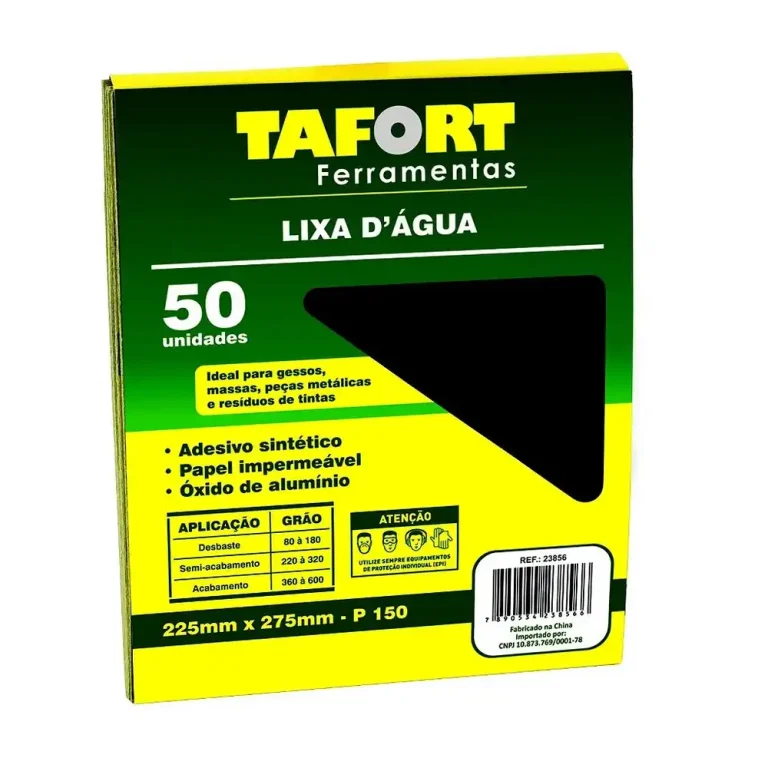 TAFORT
Ferramentas
LIXA D'ÁGUA
50
unidades
Ideal para gessos,
massas, peças metálicas
e resíduos de tintas
• Adesivo sintético
• Papel impermeável
• Óxido de alumínio
APLICAÇÃO GRÃO
Desbaste 80 à 180
Semi-acabamento 220 à 320
Acabamento 360 à 600
ATENÇÃO
UTILIZE SEMPRE EQUIPAMENTOS
DE PROTEÇÃO INDIVIDUAL (EPI)
225mm x 275mm - P 150
REF.: 23856
7 890534 238566
Fabricado na China
Importado por:
CNPJ 10.873.769/0001-78